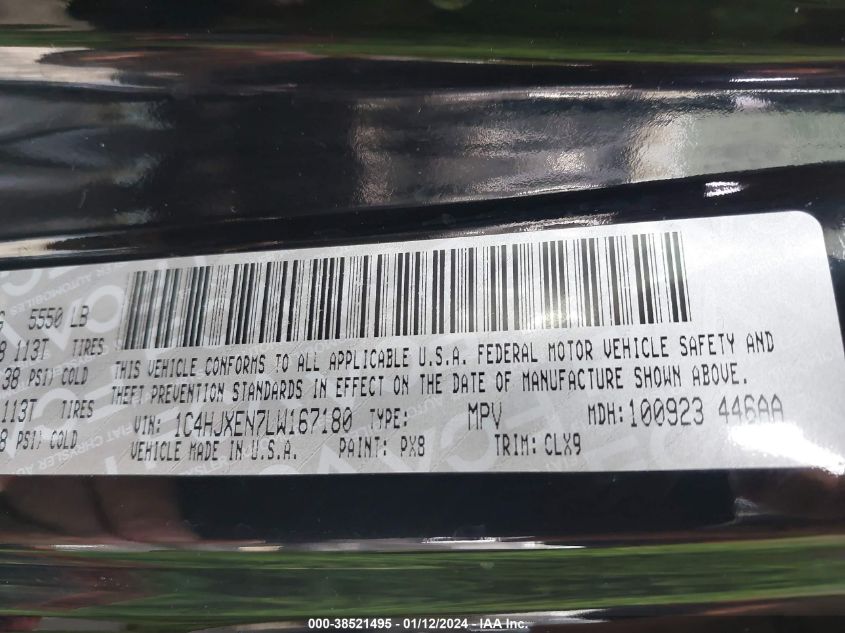 5550 LB
113T TIRES
38 PSI) COLD
113T TIRES
PSI) COLD
THIS VEHICLE CONFORMS TO ALL APPLICABLE U.S.A. FEDERAL MOTOR VEHICLE SAFETY AND
THEFT PREVENTION STANDARDS IN EFFECT ON THE DATE OF MANUFACTURE SHOWN ABOVE.
VIN: 1C4HJXEN7LW167180 TYPE: MPV MDH:100923 446AA
VEHICLE MADE IN U.S.A. PAINT: PX8 TRIM: CLX9
000-38521495 - 01/12/2024 - IAA Inc.